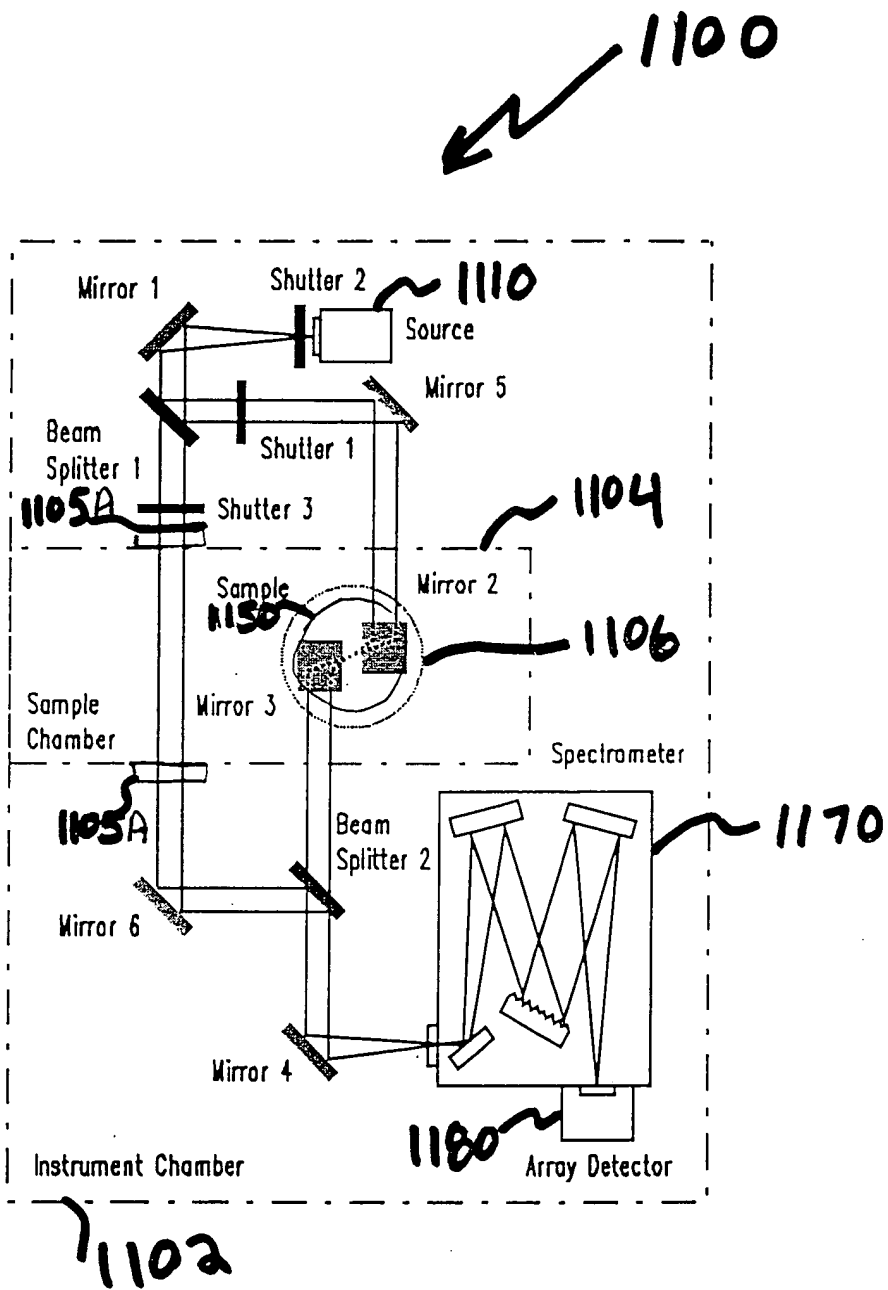 1100
Mirror 1
Shutter 2
1110
Source
Mirror 5
Beam
Splitter 1
Shutter 1
1105A
Shutter 3
1104
Sample
Mirror 2
1150
1106
Mirror 3
Sample
Chamber
Spectrometer
1105A
Beam
Splitter 2
1170
Mirror 6
Mirror 4
1180
Instrument Chamber
Array Detector
1102